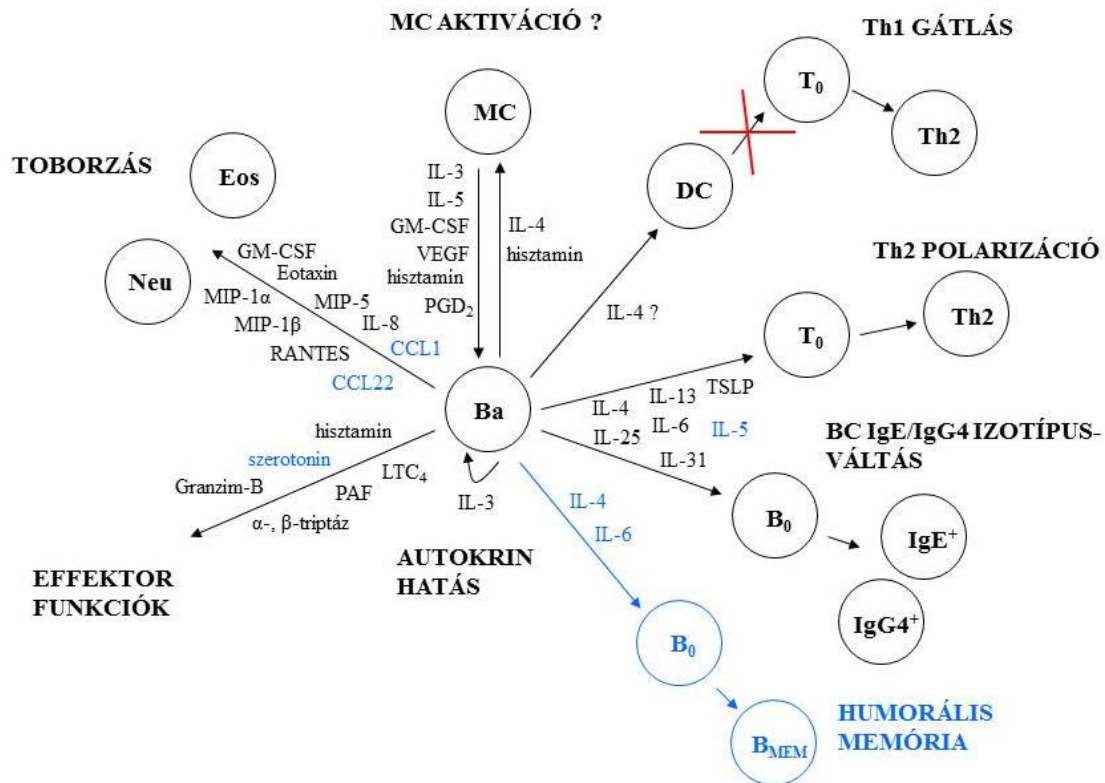 MC AKTIVÁCIÓ ?
Th1 GÁTLÁS
T0
Th2
MC
DC
TOBORZÁS
Eos
Neu
IL-3
IL-5
GM-CSF
VEGF
hisztamin
PGD2
IL-4
hisztamin
GM-CSF
Eotaxin
MIP-1α
MIP-5
MIP-1β
IL-8
RANTES
CCL1
CCL22
IL-4 ?
Th2 POLARIZÁCIÓ
T0
Th2
Ba
IL-13
TSLP
IL-4
IL-6
IL-5
IL-25
IL-31
BC IgE/IgG4 IZOTÍPUS-
VÁLTÁS
B0
IgE+
IgG4+
hisztamin
szerotonin
LTC4
Granzim-B
PAF
α-, β-triptáz
EFFEKTOR
FUNKCIÓK
IL-3
AUTOKRIN
HATÁS
IL-4
IL-6
B0
BMEM
HUMORÁLIS
MEMÓRIA